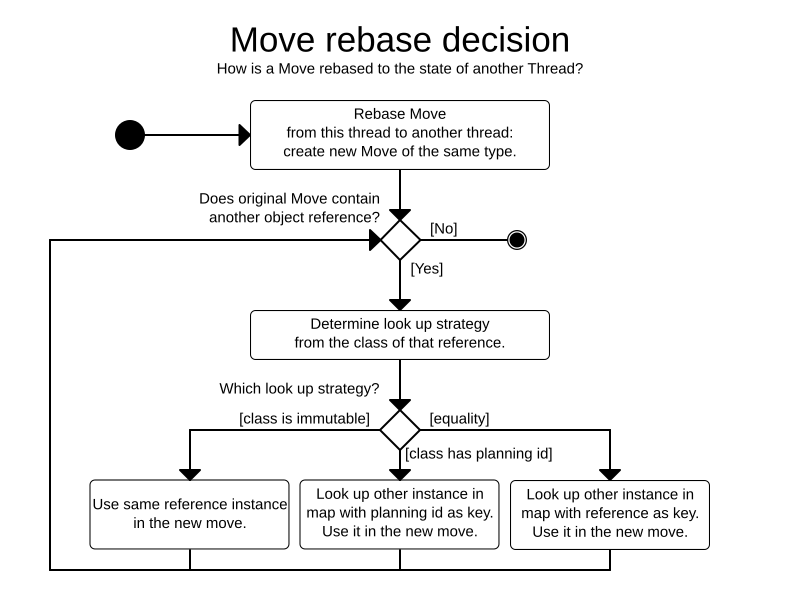 Move rebase decision
How is a Move rebased to the state of another Thread?
Rebase Move
from this thread to another thread:
create new Move of the same type.
Does original Move contain
another object reference?
[No]
[Yes]
Determine look up strategy
from the class of that reference.
Which look up strategy?
[class is immutable]
[equality]
[class has planning id]
Use same reference instance
in the new move.
Look up other instance in
map with planning id as key.
Use it in the new move.
Look up other instance in
map with reference as key.
Use it in the new move.